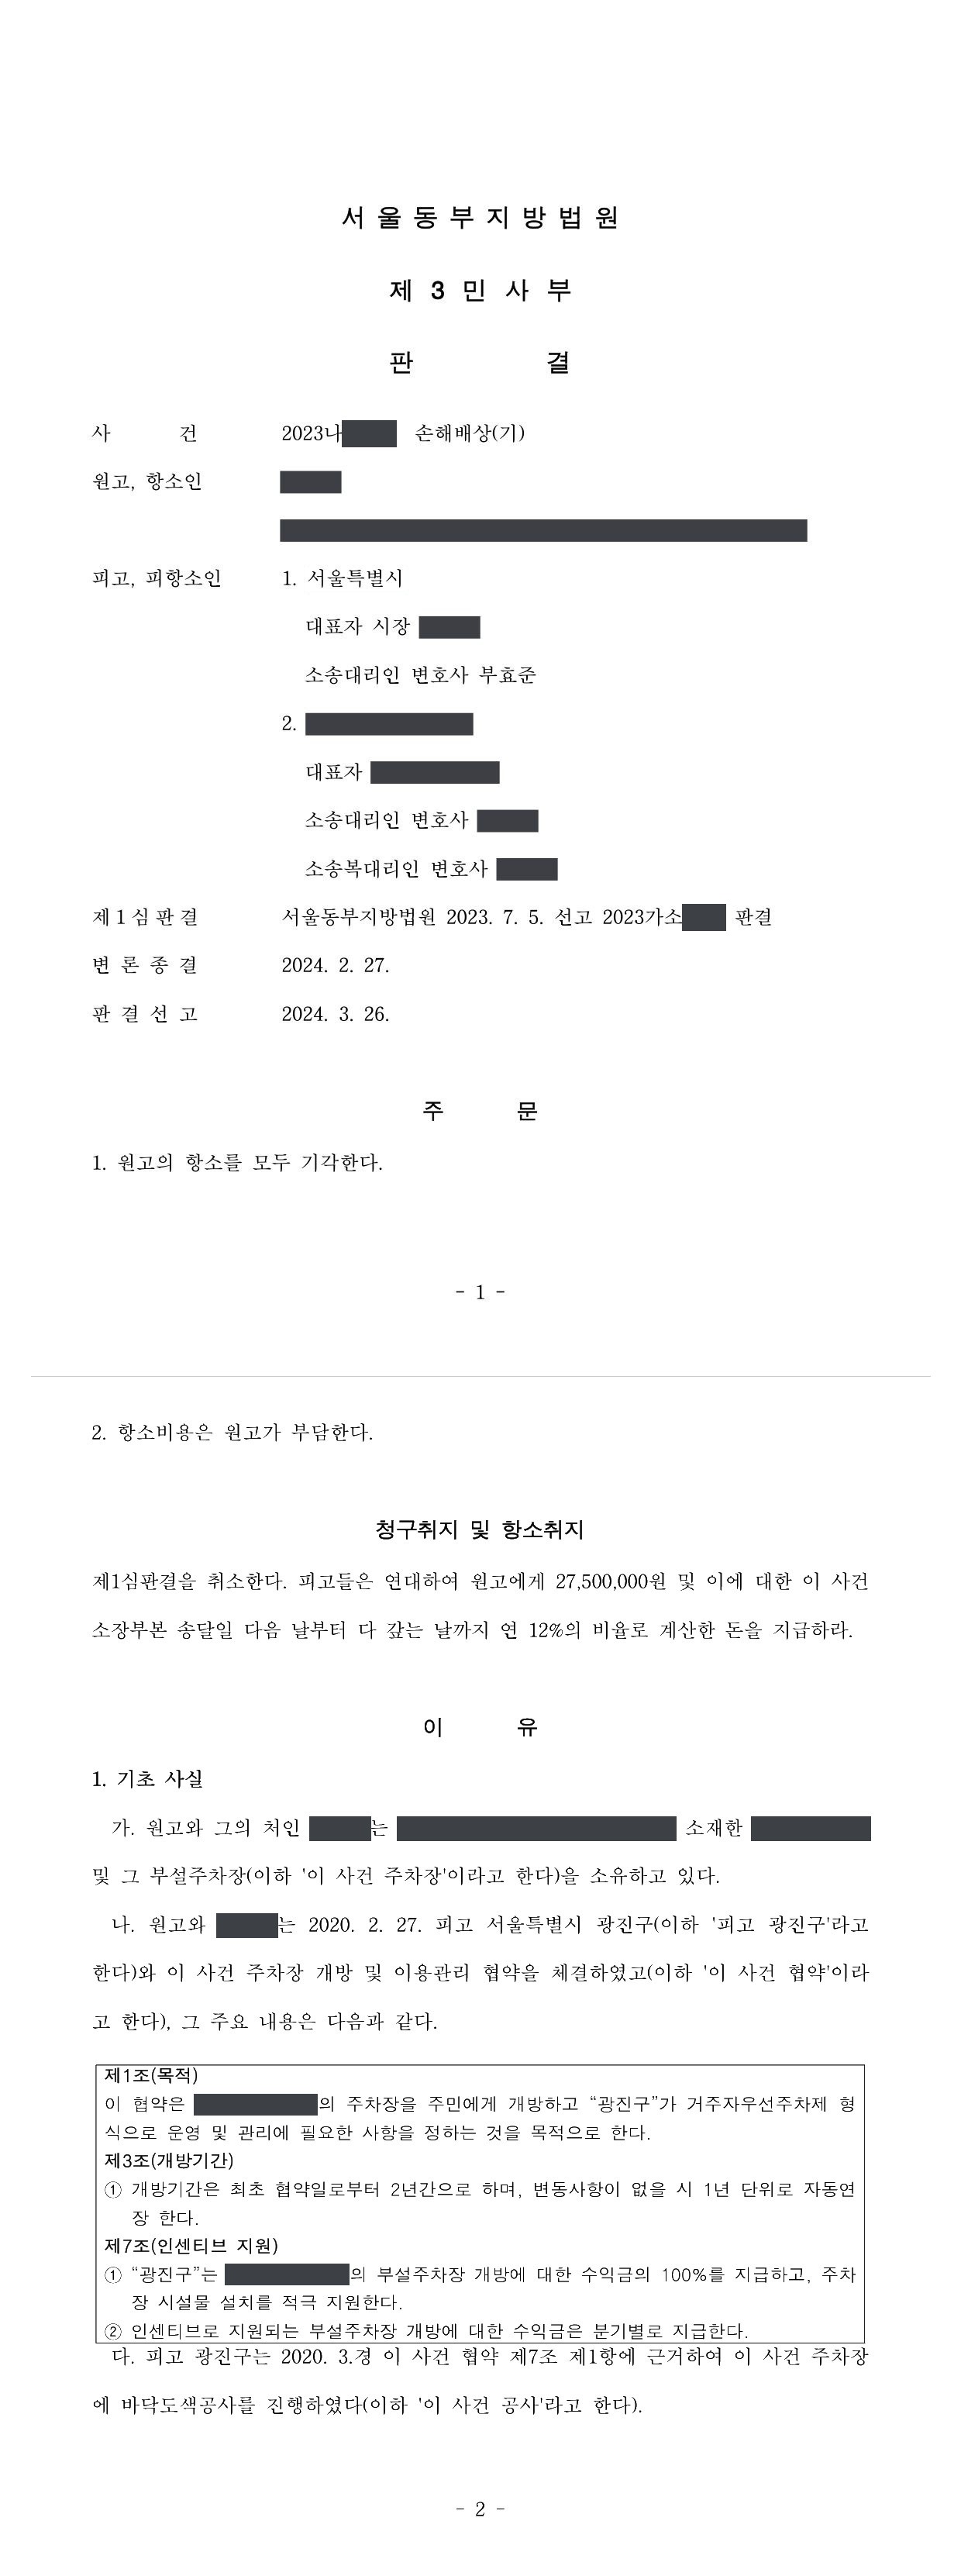 서울동부지방법원
제 3 민 사 부
판 결
사 건 2023나 손해배상(기)
원고, 항소인
피고, 피항소인 1. 서울특별시
대표자 시장
소송대리인 변호사 부효준
2.
대표자
소송대리인 변호사
소송복대리인 변호사
제 1 심 판 결 서울동부지방법원 2023. 7. 5. 선고 2023가소 판결
변 론 종 결 2024. 2. 27.
판 결 선 고 2024. 3. 26.
주 문
1. 원고의 항소를 모두 기각한다.
- 1 -
2. 항소비용은 원고가 부담한다.
청구취지 및 항소취지
제1심판결을 취소한다. 피고들은 연대하여 원고에게 27,500,000원 및 이에 대한 이 사건
소장부본 송달일 다음 날부터 다 갚는 날까지 연 12%의 비율로 계산한 돈을 지급하라.
이 유
1. 기초 사실
가. 원고와 그의 처인 는 소재한
및 그 부설주차장(이하 '이 사건 주차장'이라고 한다)을 소유하고 있다.
나. 원고와 는 2020. 2. 27. 피고 서울특별시 광진구(이하 '피고 광진구'라고
한다)와 이 사건 주차장 개방 및 이용관리 협약을 체결하였고(이하 '이 사건 협약'이라
고 한다), 그 주요 내용은 다음과 같다.
제1조(목적)
이 협약은 의 주차장을 주민에게 개방하고 “광진구”가 거주자우선주차제 형
식으로 운영 및 관리에 필요한 사항을 정하는 것을 목적으로 한다.
제3조(개방기간)
① 개방기간은 최초 협약일로부터 2년간으로 하며, 변동사항이 없을 시 1년 단위로 자동연
장 한다.
제7조(인센티브 지원)
① “광진구”는 의 부설주차장 개방에 대한 수익금의 100%를 지급하고, 주차
장 시설물 설치를 적극 지원한다.
② 인센티브로 지원되는 부설주차장 개방에 대한 수익금은 분기별로 지급한다.
다. 피고 광진구는 2020. 3.경 이 사건 협약 제7조 제1항에 근거하여 이 사건 주차장
에 바닥도색공사를 진행하였다(이하 '이 사건 공사'라고 한다).
- 2 -